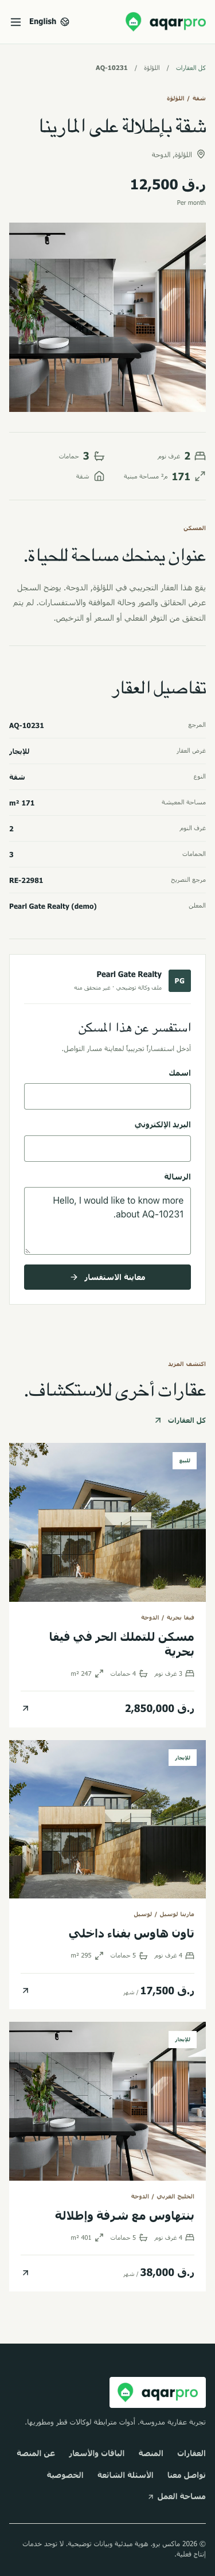 aqarpro
English
كل العقارات / اللؤلؤة / AQ-10231
شقة / اللؤلؤة
شقة بإطلالة على المارينا
اللؤلؤة, الدوحة
ر.ق 12,500
Per month
2 غرف نوم
3 حمامات
171 م² مساحة مبنية
شقة
المسكن
عنوان يمنحك مساحة للحياة.
يقع هذا العقار التجريبي في اللؤلؤة, الدوحة. يوضح السجل
عرض الحقائق والصور وحالة الموافقة والاستفسارات. لم يتم
التحقق من التوفر الفعلي أو السعر أو الترخيص.
تفاصيل العقار
المرجع AQ-10231
غرض العقار للإيجار
النوع شقة
مساحة المعيشة 171 m²
غرف النوم 2
الحمامات 3
مرجع التصريح RE-22981
المعلن Pearl Gate Realty (demo)
PG
Pearl Gate Realty
ملف وكالة توضيحي · غير متحقق منه
استفسر عن هذا المسكن
أدخل استفساراً تجريبياً لمعاينة مسار التواصل.
اسمك
البريد الإلكتروني
الرسالة
Hello, I would like to know more
about AQ-10231.
معاينة الاستفسار
اكتشف المزيد
عقارات أخرى للاستكشاف.
كل العقارات
للبيع
فيفا بحرية / الدوحة
مسكن للتملك الحر في فيفا
بحرية
3 غرف نوم 4 حمامات 247 m²
ر.ق 2,850,000
للإيجار
مارينا لوسيل / لوسيل
تاون هاوس بفناء داخلي
4 غرف نوم 5 حمامات 295 m²
ر.ق 17,500 / شهر
للإيجار
الخليج الغربي / الدوحة
بنتهاوس مع شرفة وإطلالة
4 غرف نوم 5 حمامات 401 m²
ر.ق 38,000 / شهر
aqarpro
تجربة عقارية مدروسة. أدوات مترابطة لوكالات قطر ومطوريها.
العقارات المنصة الباقات والأسعار عن المنصة
تواصل معنا الأسئلة الشائعة الخصوصية
مساحة العمل
© 2026 ماكس برو. هوية مبدئية وبيانات توضيحية. لا توجد خدمات
إنتاج فعلية.